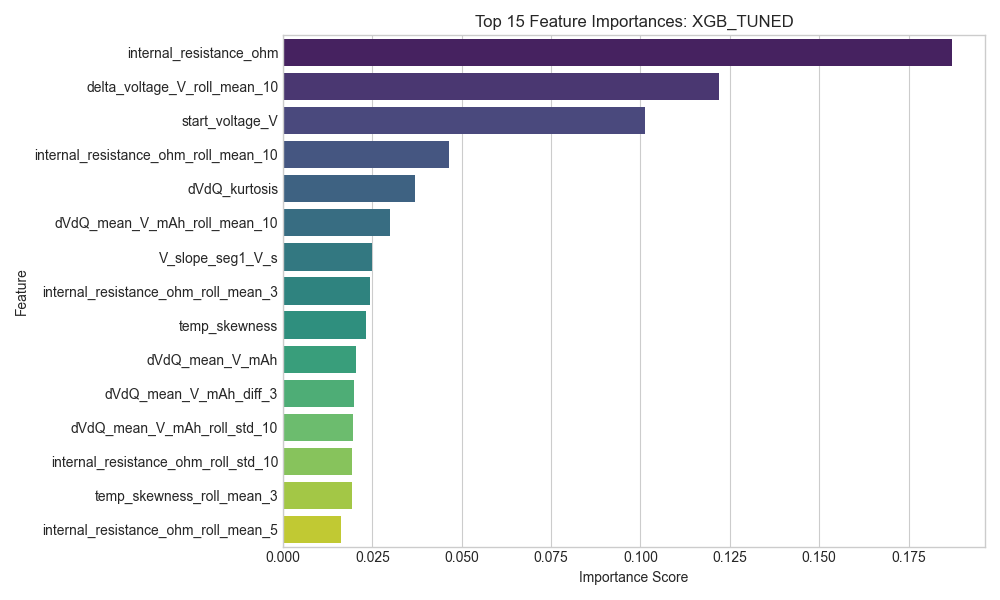 Top 15 Feature Importances: XGB_TUNED
Feature
internal_resistance_ohm
delta_voltage_V_roll_mean_10
start_voltage_V
internal_resistance_ohm_roll_mean_10
dVdQ_kurtosis
dVdQ_mean_V_mAh_roll_mean_10
V_slope_seg1_V_s
internal_resistance_ohm_roll_mean_3
temp_skewness
dVdQ_mean_V_mAh
dVdQ_mean_V_mAh_diff_3
dVdQ_mean_V_mAh_roll_std_10
internal_resistance_ohm_roll_std_10
temp_skewness_roll_mean_3
internal_resistance_ohm_roll_mean_5
0.000 0.025 0.050 0.075 0.100 0.125 0.150 0.175
Importance Score